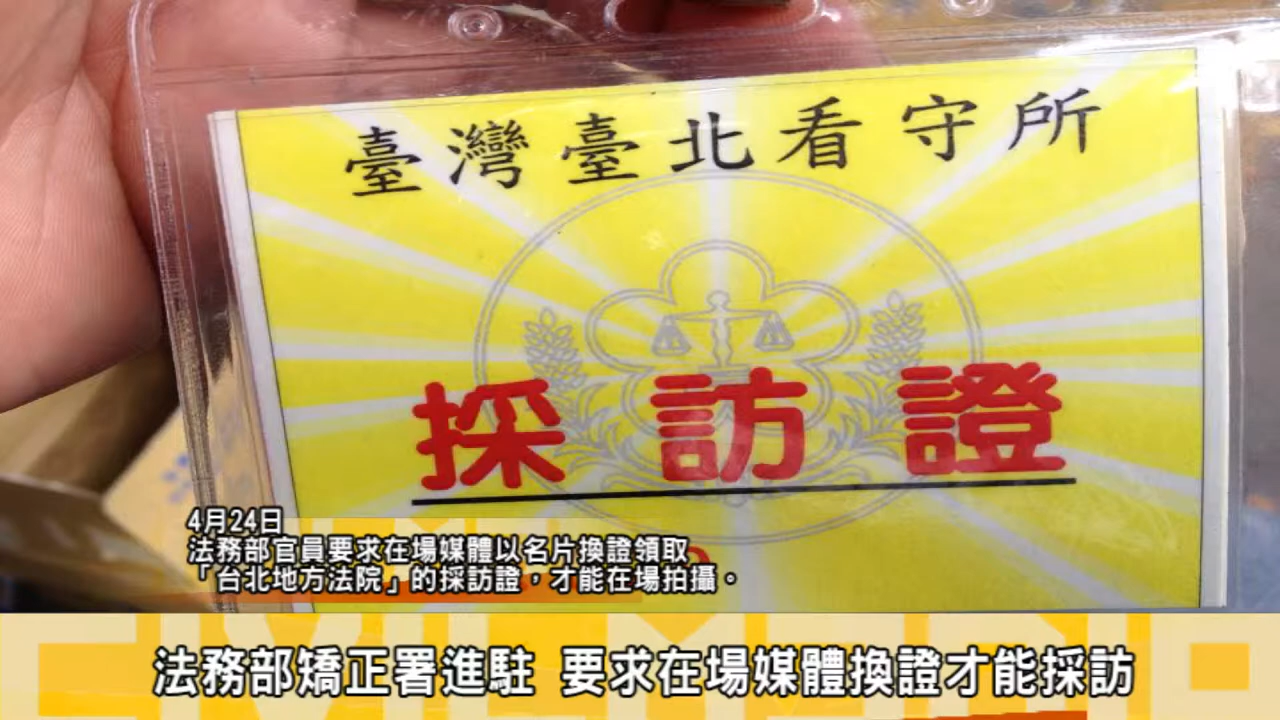 臺灣臺北看守所
採訪證
4月24日
法務部官員要求在場媒體以名片換證領取
「台北地方法院」的採訪證，才能在場拍攝。
法務部矯正署進駐 要求在場媒體換證才能採訪